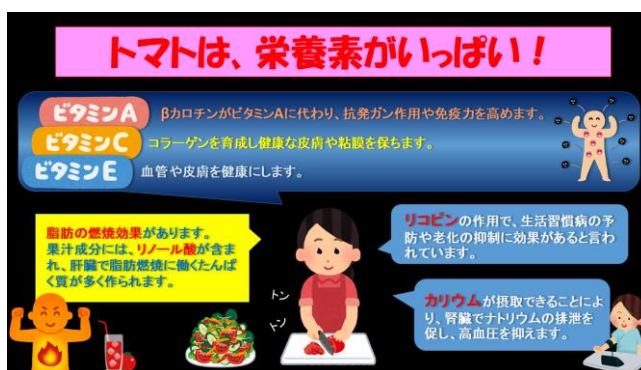 トマトは、栄養素がいっぱい！
ビタミンA
βカロチンがビタミンAに代わり、抗発ガン作用や免疫力を高めます。
ビタミンC
コラーゲンを育成し健康な皮膚や粘膜を保ちます。
ビタミンE
血管や皮膚を健康にします。
脂肪の燃焼効果があります。
果汁成分には、リノール酸が含ま
れ、肝臓で脂肪燃焼に働くたんぱ
く質が多く作られます。
リコピンの作用で、生活習慣病の予
防や老化の抑制に効果があると言わ
れています。
トン
トン
カリウムが摂取できることによ
り、腎臓でナトリウムの排泄を
促し、高血圧を抑えます。